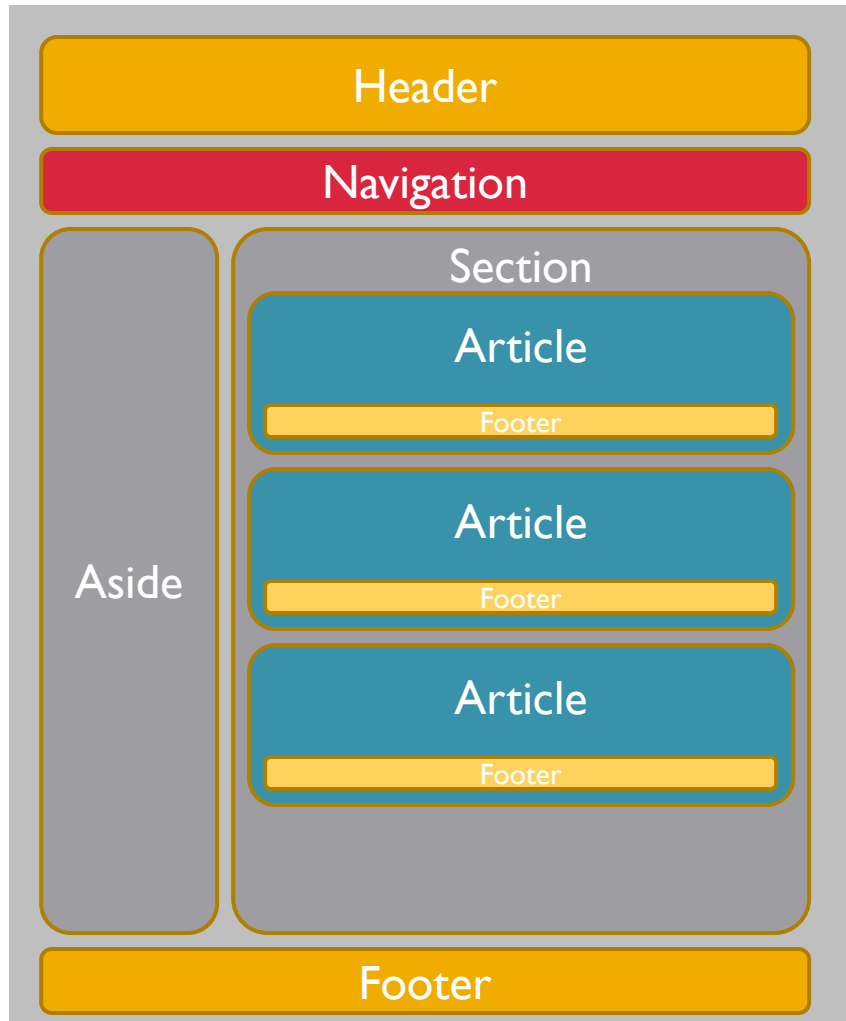 Header
Navigation
Aside
Section
Article
Footer
Article
Footer
Article
Footer
Footer